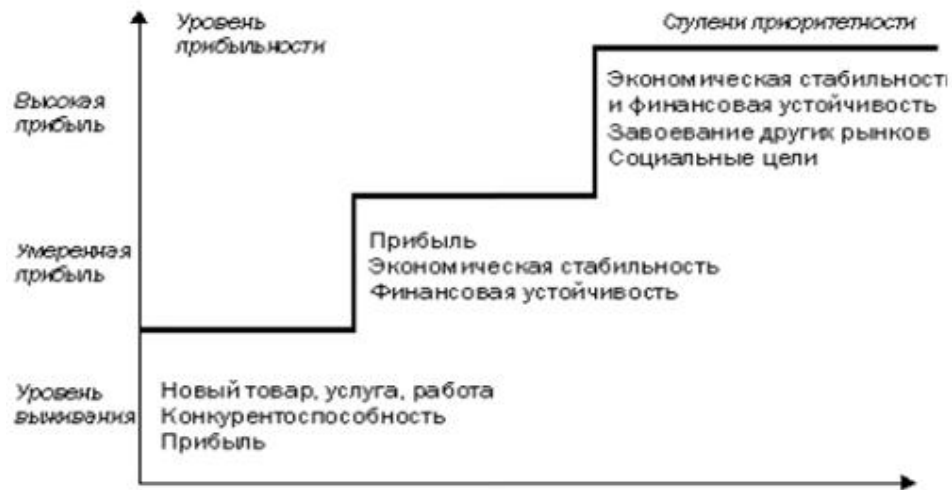 Уровень
прибыльности
Ступени приоритетности
Высокая
прибыль
Экономическая стабильност
и финансовая устойчивость
Завоевание других рынков
Социальные цели
Умеренная
прибыль
Прибыль
Экономическая стабильность
Финансовая устойчивость
Уровень
выживания
Новый товар, услуга, работа
Конкурентоспособность
Прибыль